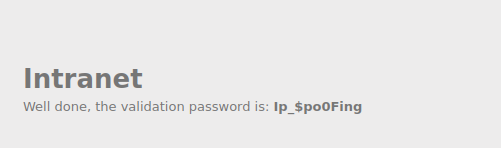 Intranet
Well done, the validation password is: Ip_$po0Fing